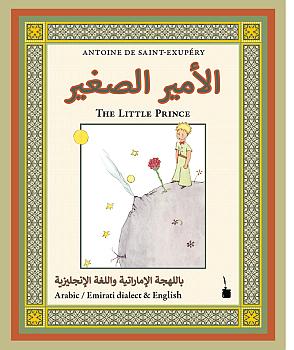 ANTOINE DE SAINT-EXUPÉRY
الأمير الصغير
THE LITTLE PRINCE
باللهجة الإماراتية واللغة الإنجليزية
Arabic / Emirati dialect & English